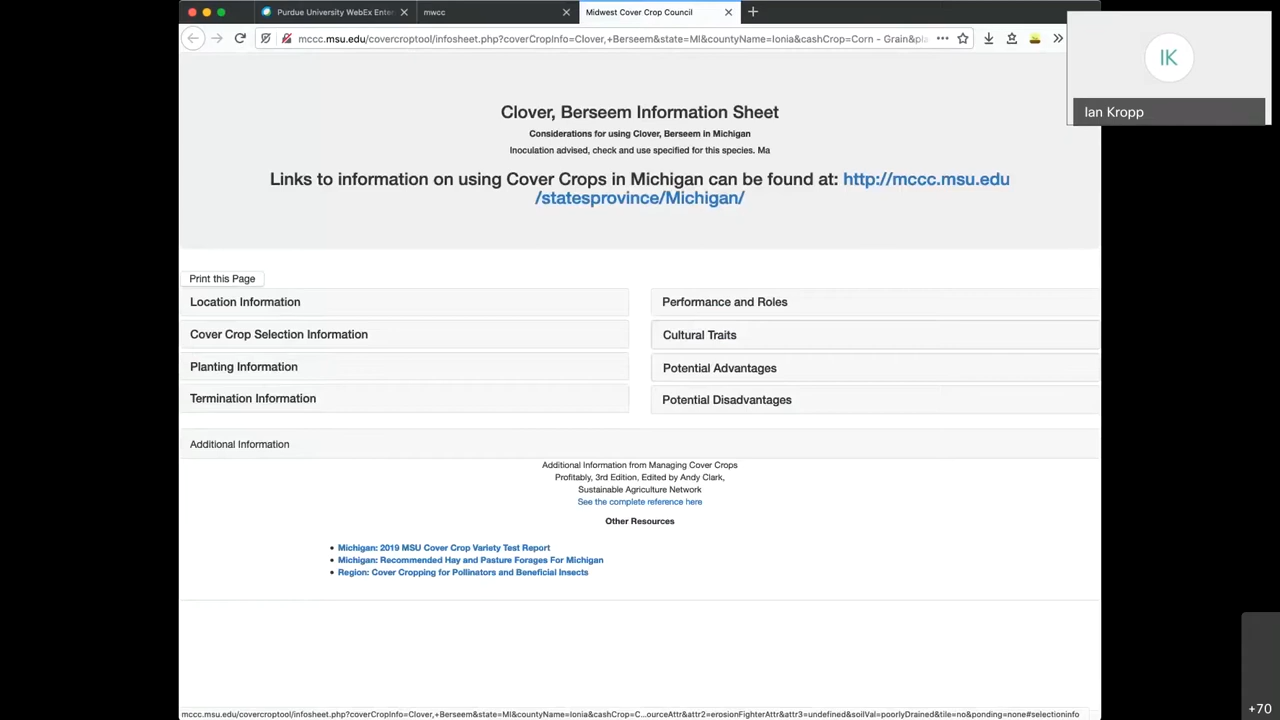 Purdue University WebEx Enter
mwcc
Midwest Cover Crop Council
mccc.msu.edu/covercroptool/infosheet.php?coverCropInfo=Clover,+Berseem&state=MI&countyName=Ionia&cashCrop=Corn - Grain&pl
IK
Ian Kropp
Clover, Berseem Information Sheet
Considerations for using Clover, Berseem in Michigan
Inoculation advised, check and use specified for this species. Ma
Links to information on using Cover Crops in Michigan can be found at: http://mccc.msu.edu
/statesprovince/Michigan/
Print this Page
Location Information
Cover Crop Selection Information
Planting Information
Termination Information
Performance and Roles
Cultural Traits
Potential Advantages
Potential Disadvantages
Additional Information
Additional Information from Managing Cover Crops
Profitably, 3rd Edition, Edited by Andy Clark,
Sustainable Agriculture Network
See the complete reference here
Other Resources
• Michigan: 2019 MSU Cover Crop Variety Test Report
• Michigan: Recommended Hay and Pasture Forages For Michigan
• Region: Cover Cropping for Pollinators and Beneficial Insects
mccc.msu.edu/covercroptool/infosheet.php?coverCropInfo=Clover,+Berseem&state=MI&countyName=Ionia&cashCrop=C...ourceAttr&attr2=erosionFighterAttr&attr3=undefined&soilVal=poorlyDrained&tile=no&ponding=none#selectioninfo
+70